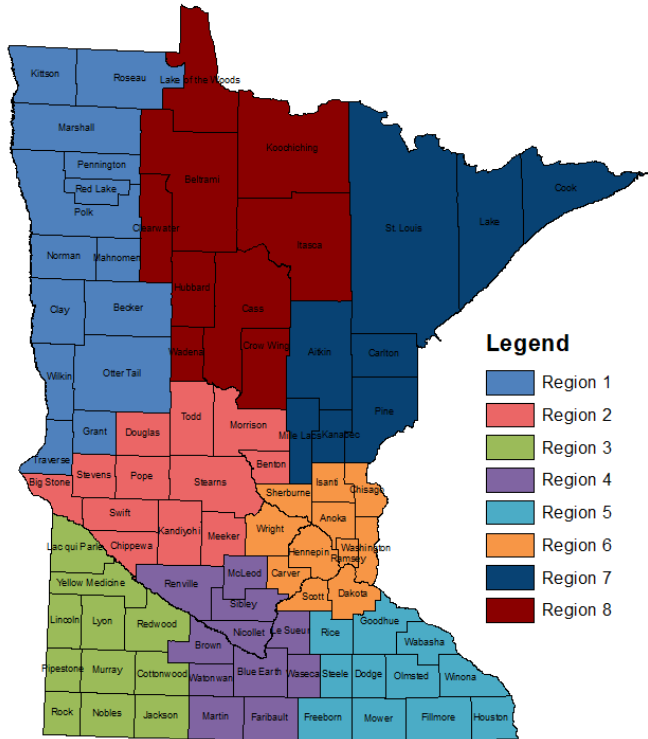 Kittson
Roseau
Lake of the Woods
Marshall
Koochiching
Pennington
Beltrami
Red Lake
Cook
Polk
St. Louis
Lake
Clearwater
Itasca
Norman
Mahnomen
Hubbard
Becker
Clay
Cass
Legend
Aitkin
Crow Wing
Carlton
Wadena
Otter Tail
Wilkin
Region 1
Pine
Region 2
Todd
Morrison
Grant
Douglas
Mille Lacs
Kanabec
Region 3
Traverse
Benton
Stevens
Pope
Big Stone
Stearns
Isanti
Chisago
Sherburne
Region 4
Swift
Anoka
Region 5
Wright
Kandiyohi
Meeker
Lac qui Parle
Chippewa
Hennepin
Washington
Ramsey
Region 6
McLeod
Carver
Yellow Medicine
Renville
Region 7
Dakota
Scott
Sibley
Lincoln
Lyon
Redwood
Region 8
Goodhue
Nicollet
Le Sueur
Rice
Wabasha
Brown
Pipestone
Murray
Cottonwood
Blue Earth
Waseca
Steele
Dodge
Olmsted
Winona
Watonwan
Rock
Nobles
Jackson
Martin
Faribault
Freeborn
Mower
Fillmore
Houston